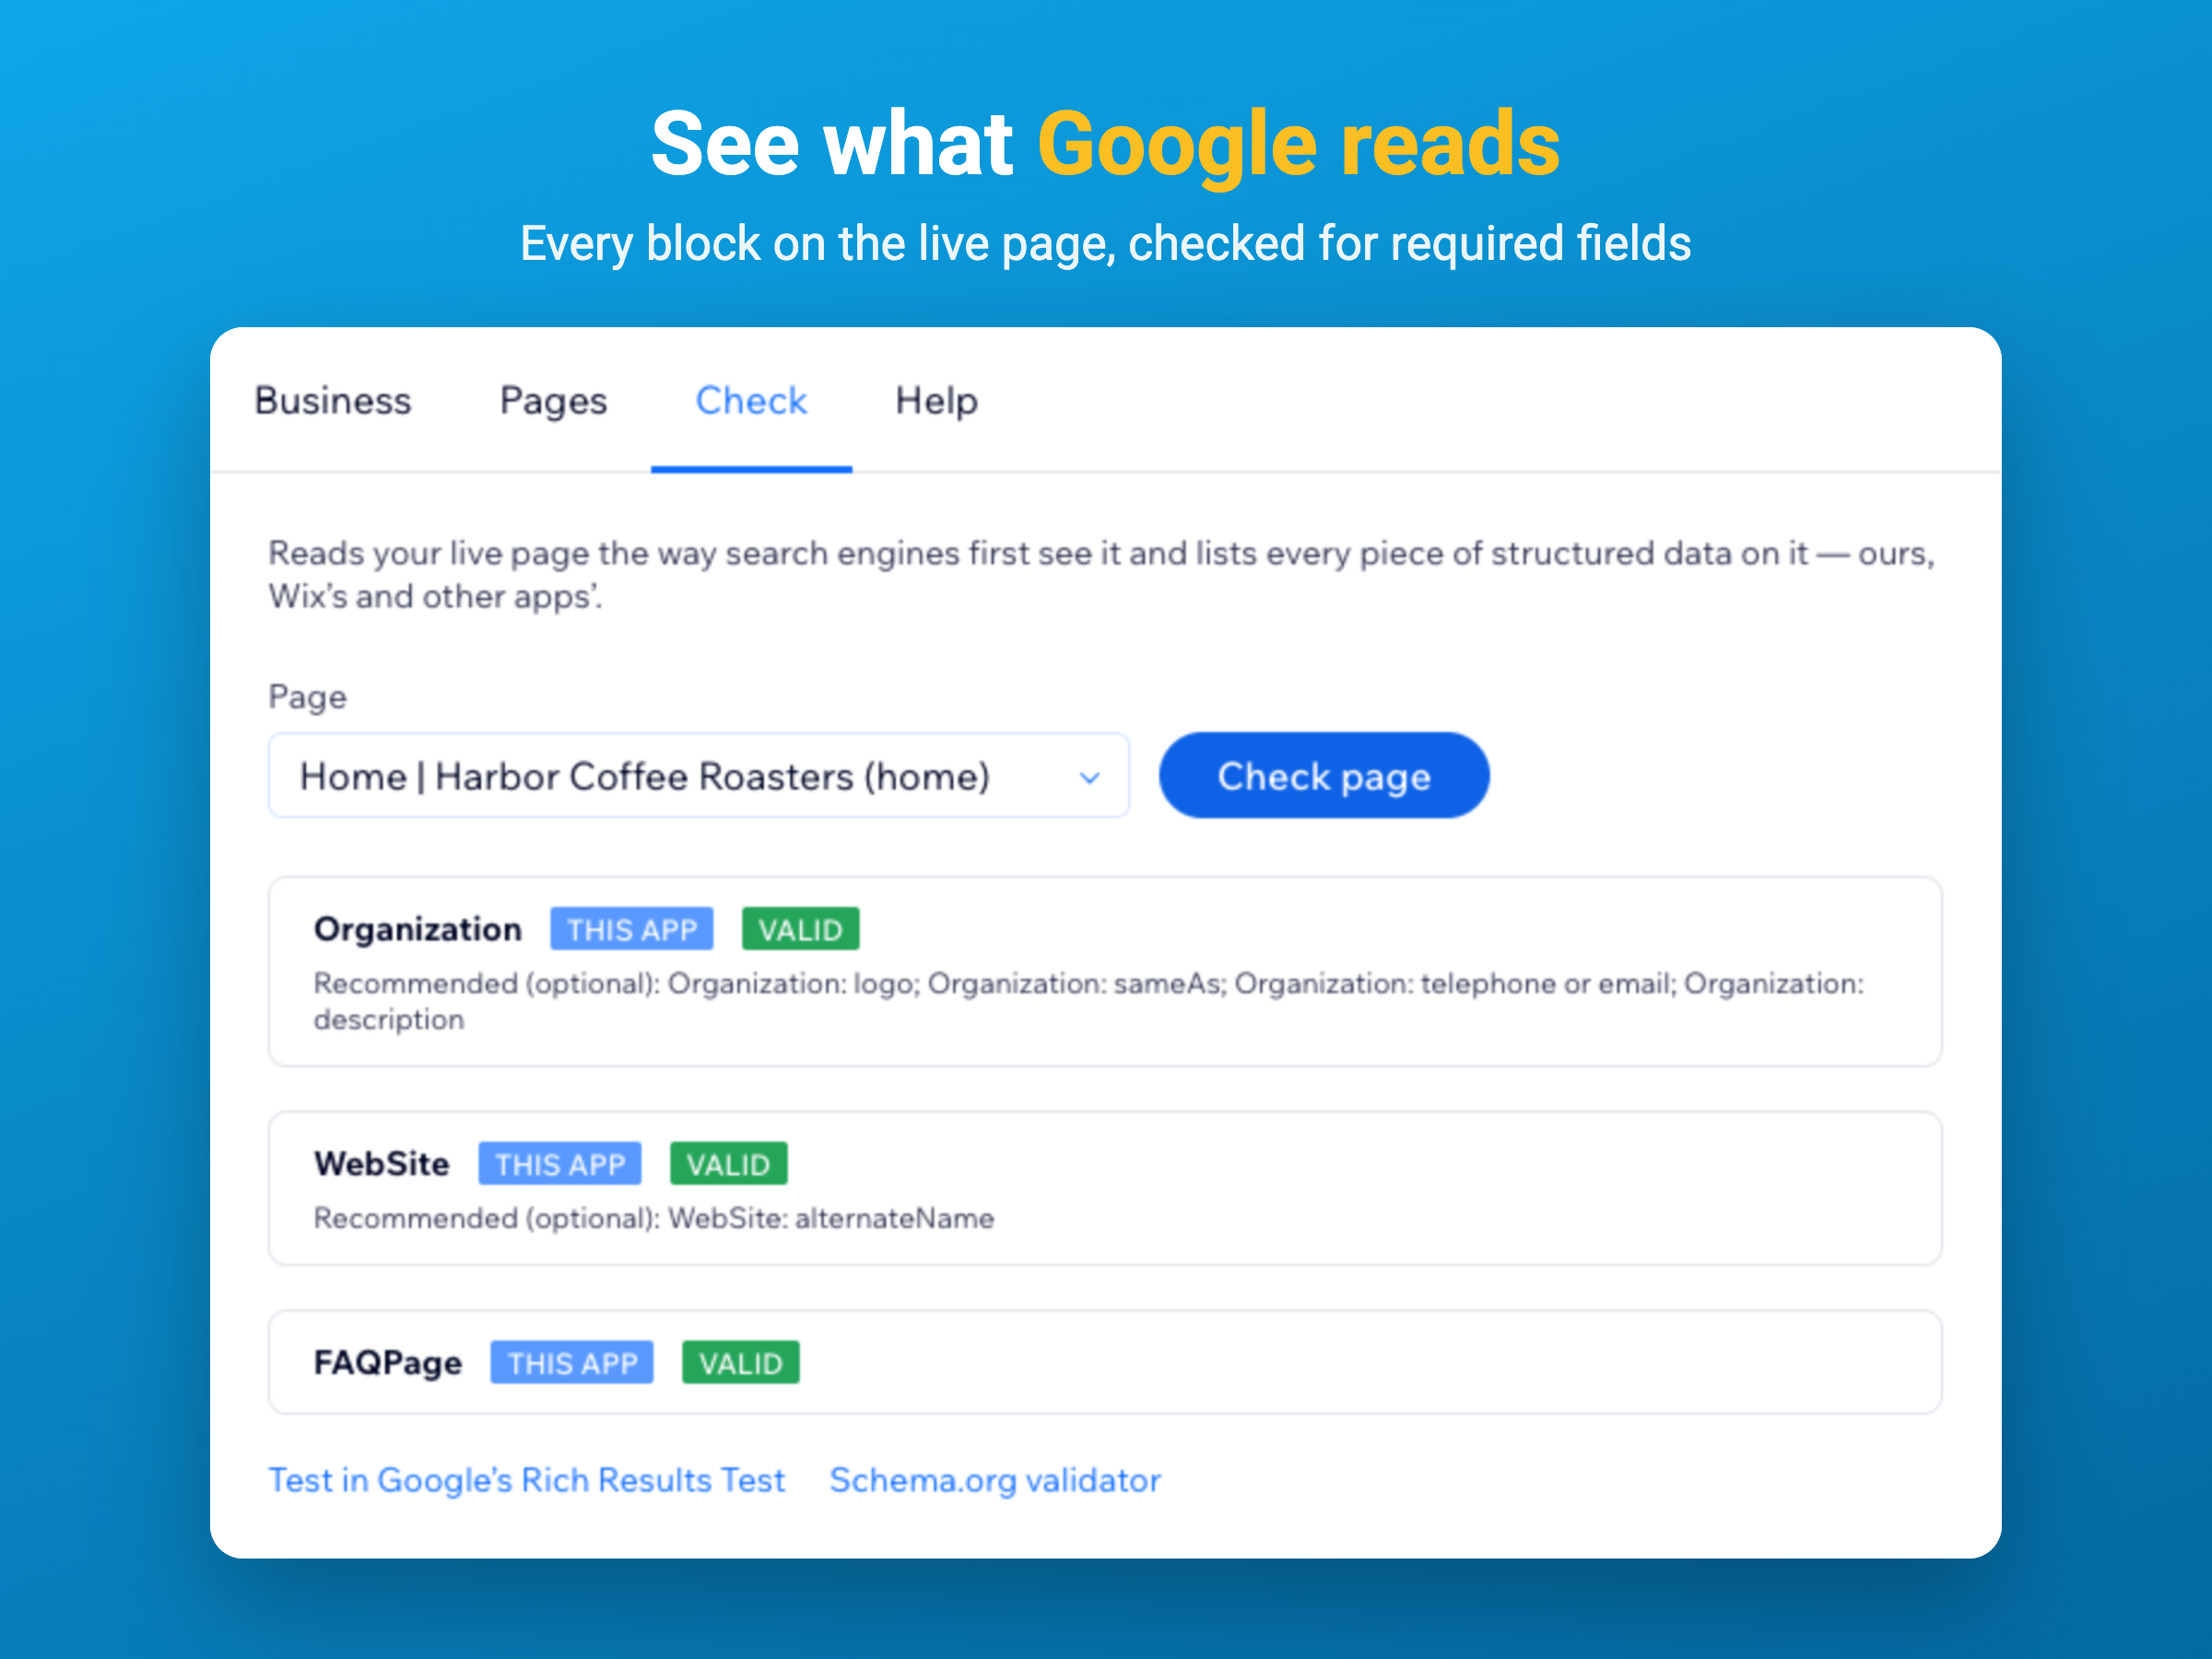 See what Google reads
Every block on the live page, checked for required fields
Business Pages Check Help
Reads your live page the way search engines first see it and lists every piece of structured data on it — ours,
Wix’s and other apps’.
Page
Home | Harbor Coffee Roasters (home) Check page
Organization THIS APP VALID
Recommended (optional): Organization: logo; Organization: sameAs; Organization: telephone or email; Organization:
description
WebSite THIS APP VALID
Recommended (optional): WebSite: alternateName
FAQPage THIS APP VALID
Test in Google's Rich Results Test Schema.org validator